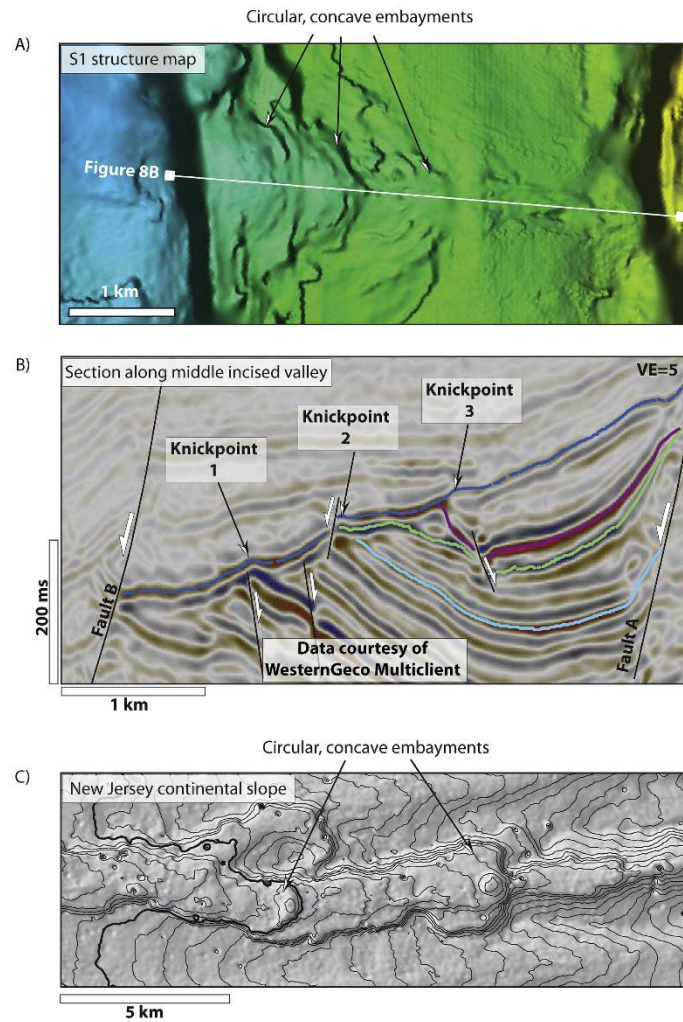 Circular, concave embayments
A)
S1 structure map
Figure 8B
1 km
B)
Section along middle incised valley
VE=5
Knickpoint
1
Knickpoint
2
Knickpoint
3
200 ms
Fault B
Fault A
Data courtesy of
WesternGeco Multiclient
1 km
Circular, concave embayments
C)
New Jersey continental slope
5 km